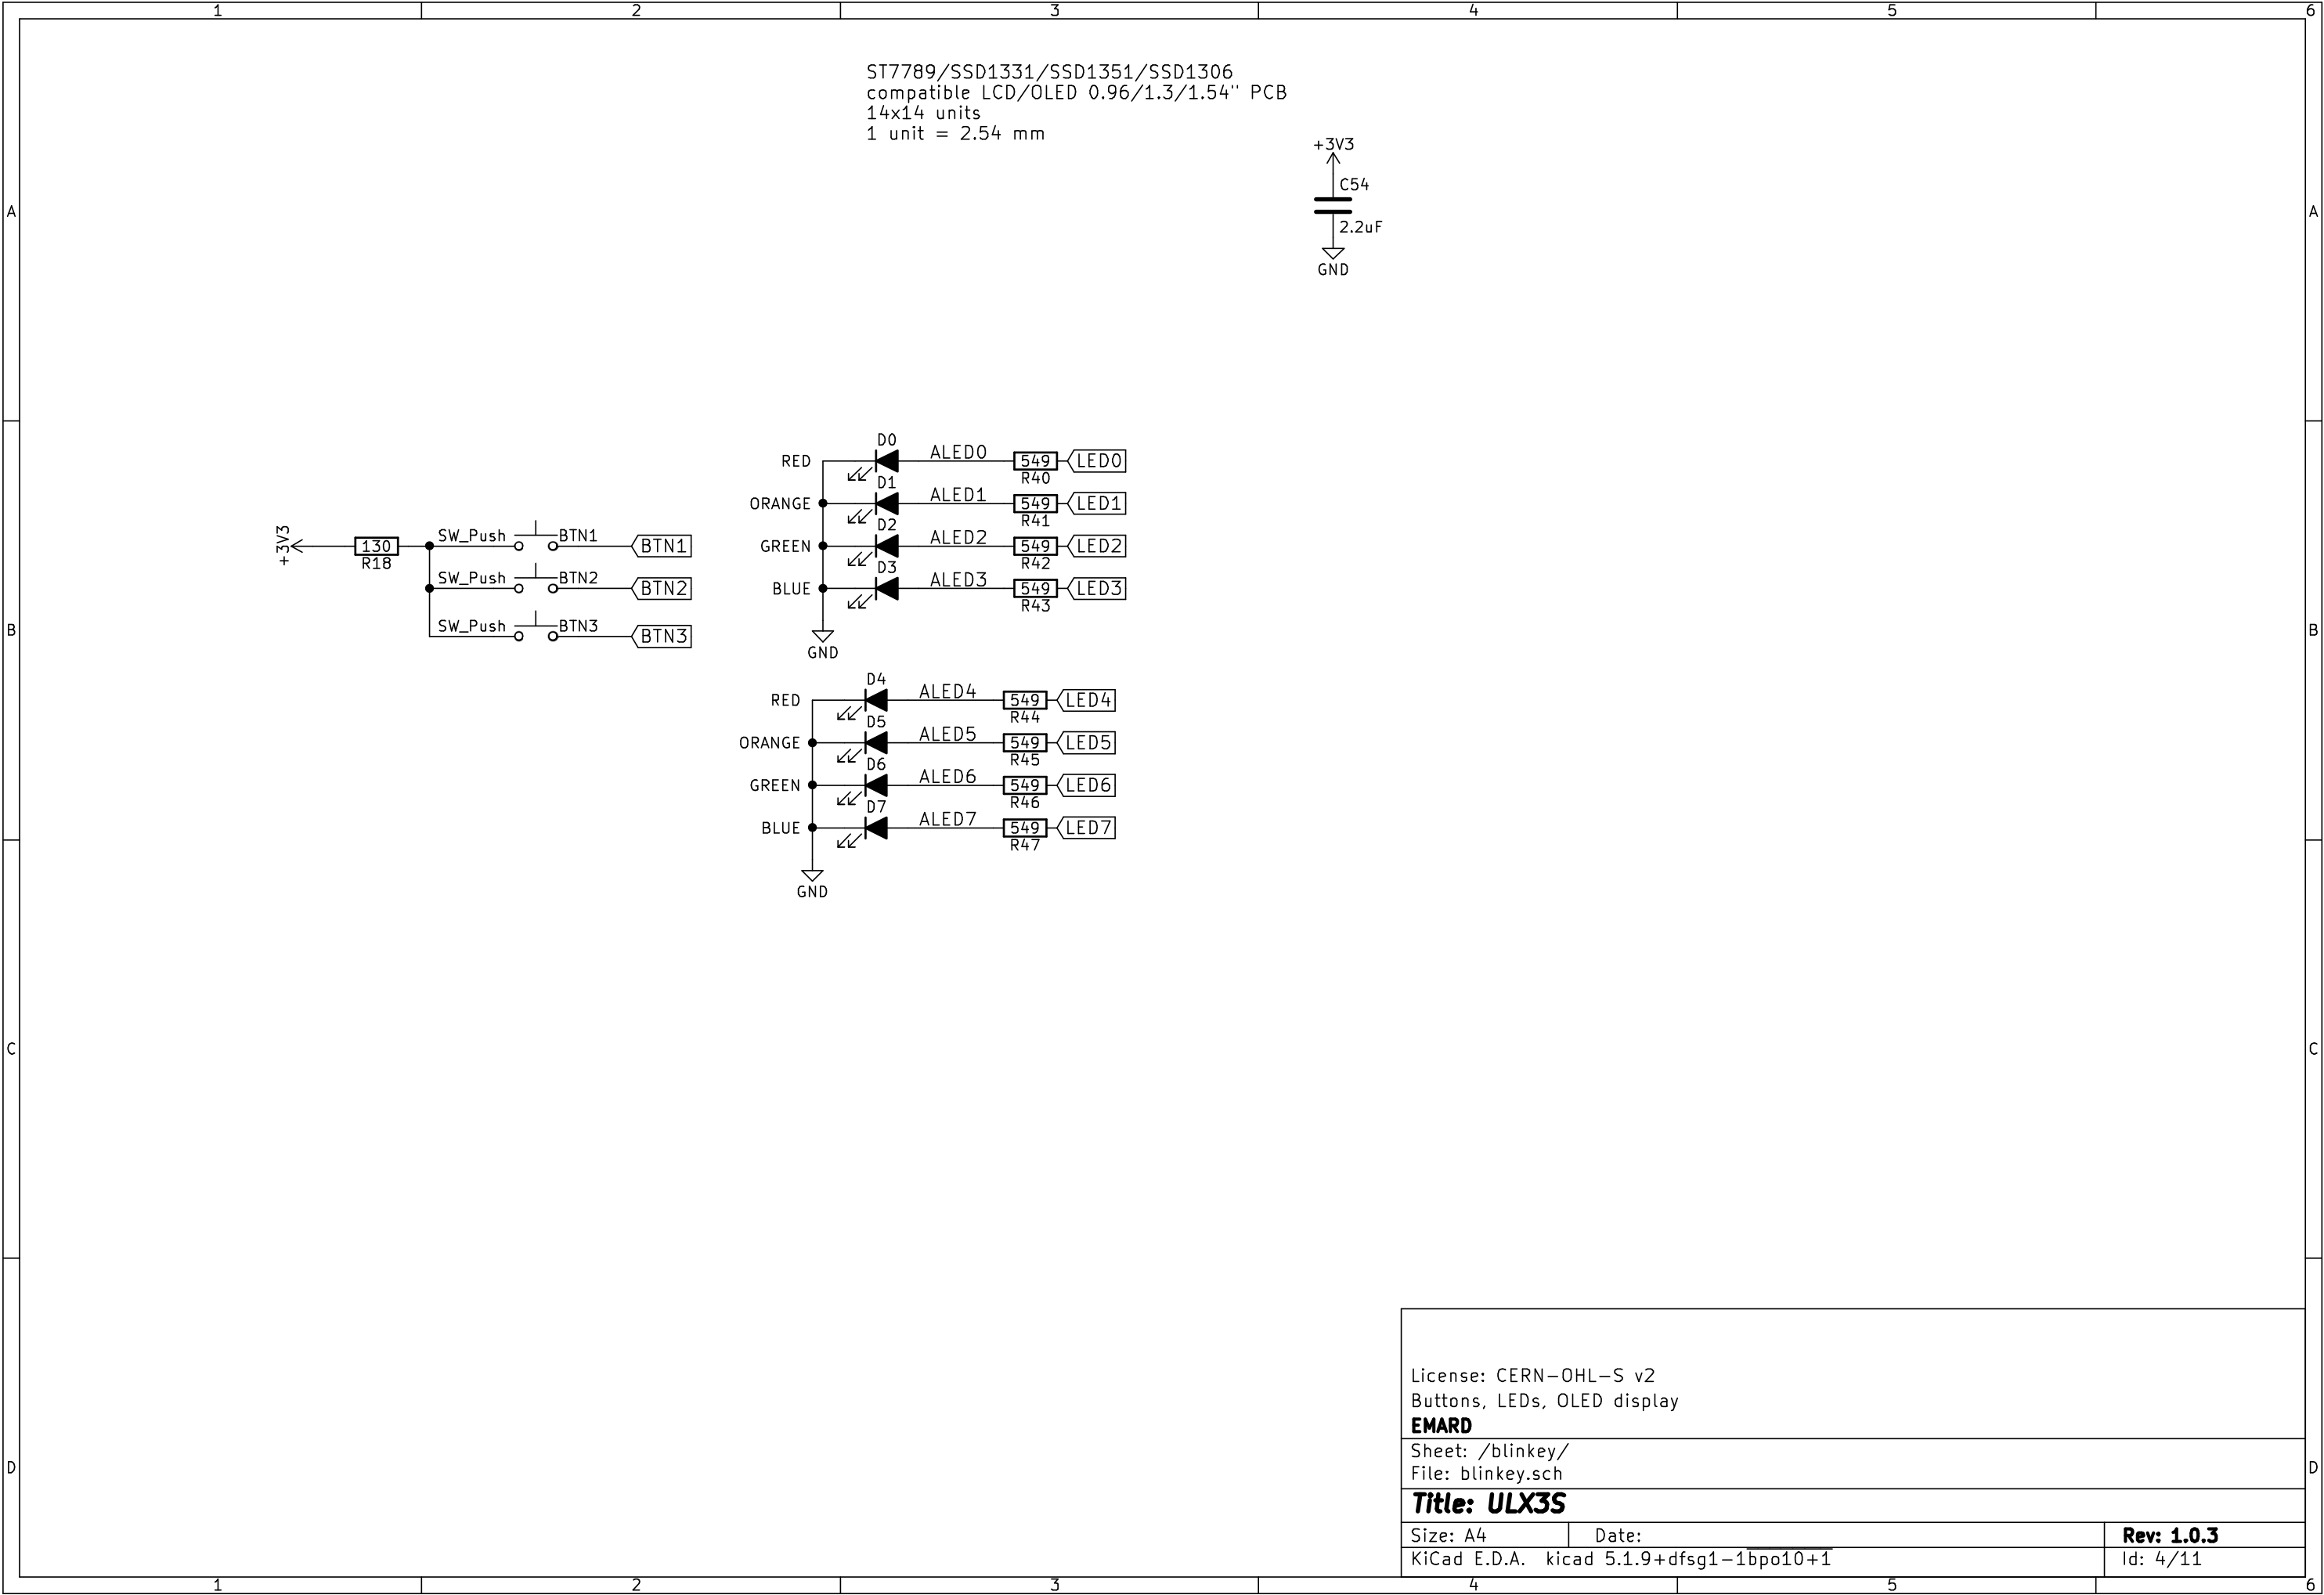 1 2 3 4 5 6
ST7789/SSD1331/SSD1351/SSD1306
compatible LCD/OLED 0.96/1.3/1.54" PCB
14x14 units
1 unit = 2.54 mm
+3V3
C54
2.2uF
GND
A A
RED D0 ALED0 549 R40 LED0
ORANGE D1 ALED1 549 R41 LED1
GREEN D2 ALED2 549 R42 LED2
BLUE D3 ALED3 549 R43 LED3
GND
+3V3 130 R18
SW_Push BTN1 BTN1
SW_Push BTN2 BTN2
SW_Push BTN3 BTN3
B B
RED D4 ALED4 549 R44 LED4
ORANGE D5 ALED5 549 R45 LED5
GREEN D6 ALED6 549 R46 LED6
BLUE D7 ALED7 549 R47 LED7
GND
C C
License: CERN-OHL-S v2
Buttons, LEDs, OLED display
EMARD
Sheet: /blinkey/
File: blinkey.sch
D D
Title: ULX3S
Size: A4 Date: Rev: 1.0.3
KiCad E.D.A. kicad 5.1.9+dfsg1-1bpo10+1 Id: 4/11
1 2 3 4 5 6